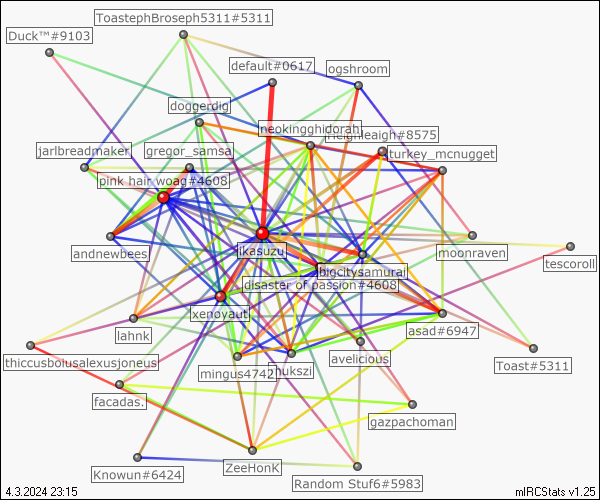 ToastephBroseph5311#5311
Duck™#9103
default#0617
ogshroom
doggerdig
neokingghidorah
#8575
jarlbreadmaker
gregor_samsa
turkey_mcnugget
pink hair woag#4608
andnewbees
ikasuzu
moonraven
tescoroll
bigcitysamurai
disaster of passion#4608
xenoyaut
lahnk
asad#6947
avelicious
thiccusbolusalexusjoneus
mingus4742
Toast#5311
facadas.
gazpachoman
ZeeHonK
Knowun#6424
Random Stuf6#5983
4.3.2024 23:15
mIRCStats v1.25